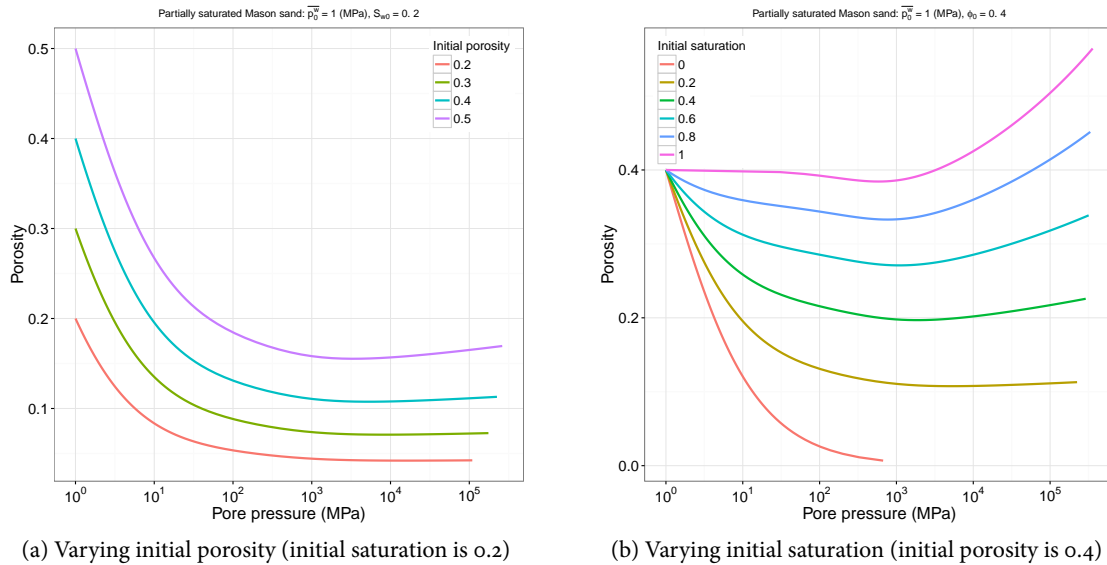 Partially saturated Mason sand: p₀ʷ = 1 (MPa), Sw0 = 0. 2
Initial porosity
0.2
0.3
0.4
0.5
0.5
0.4
0.3
0.2
0.1
Porosity
10⁰ 10¹ 10² 10³ 10⁴ 10⁵
Pore pressure (MPa)
(a) Varying initial porosity (initial saturation is 0.2)
Partially saturated Mason sand: p₀ʷ = 1 (MPa), ϕ₀ = 0. 4
Initial saturation
0
0.2
0.4
0.6
0.8
1
0.4
0.2
0.0
Porosity
10⁰ 10¹ 10² 10³ 10⁴ 10⁵
Pore pressure (MPa)
(b) Varying initial saturation (initial porosity is 0.4)